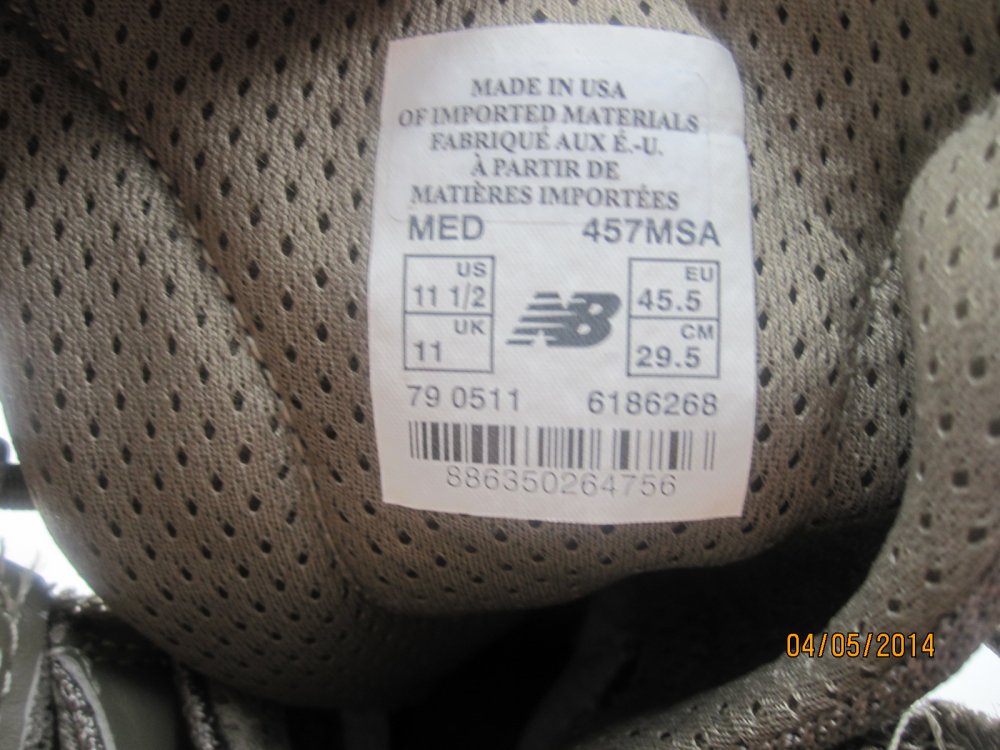 MADE IN USA
OF IMPORTED MATERIALS
FABRIQUÉ AUX É.-U.
À PARTIR DE
MATIÈRES IMPORTÉES
MED 457MSA
US
11 1/2
UK
11
NB
EU
45.5
CM
29.5
79 0511 6186268
886350264756
04/05/2014